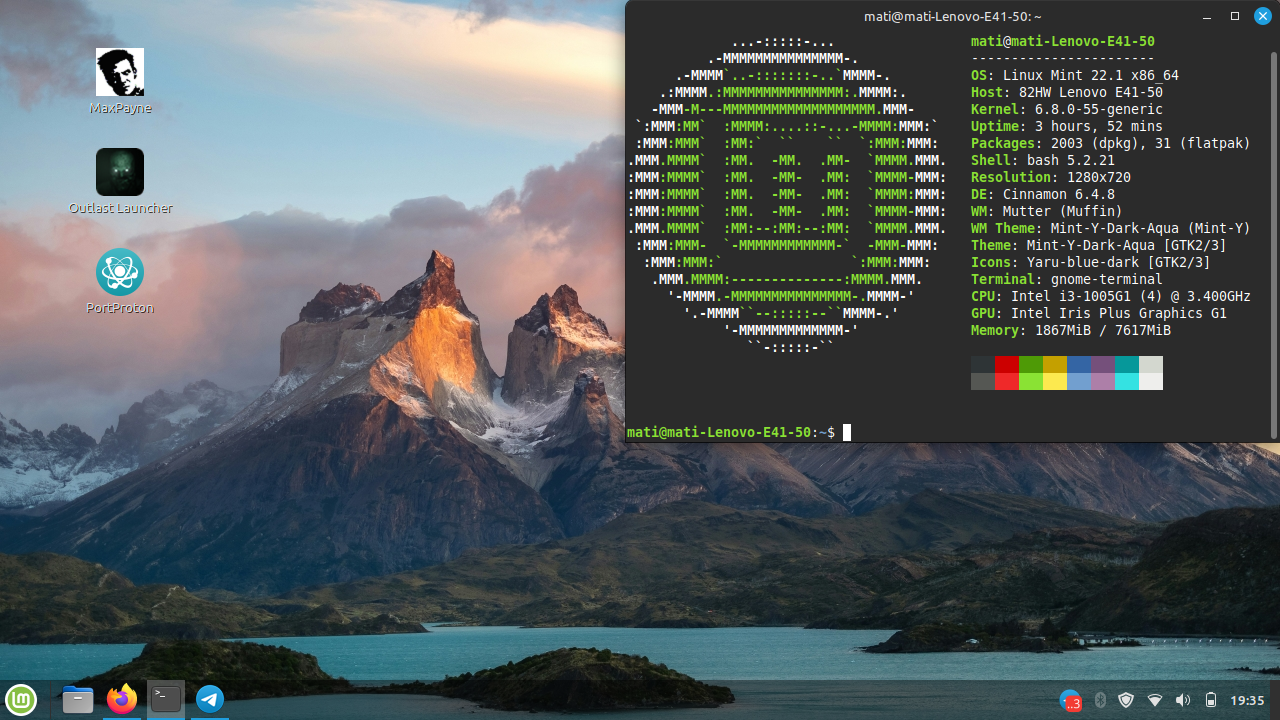 MaxPayne
Outlast Launcher
PortProton
mati@mati-Lenovo-E41-50: ~
...-:::::-...
.-MMMMMMMMMMMMMMM-.
.-MMMM`..-:::::::-..`MMMM-.
.:MMMM.:MMMMMMMMMMMMMMM:.MMMM:.
-MMM-M---MMMMMMMMMMMMMMMMMMM.MMM-
`:MMM:MM`  :MMMM:....::-...-MMMM:MMM:`
:MMM:MMM`  :MM:`  ``    ``  `:MMM:MMM:
.MMM.MMMM`  :MM.  -MM.  .MM-  `MMMM.MMM.
:MMM:MMMM`  :MM.  -MM-  .MM:  `MMMM-MMM:
:MMM:MMMM`  :MM.  -MM-  .MM:  `MMMM:MMM:
:MMM:MMMM`  :MM.  -MM-  .MM:  `MMMM-MMM:
.MMM.MMMM`  :MM:--:MM:--:MM:  `MMMM.MMM.
:MMM:MMM-  `-MMMMMMMMMMMM-`  -MMM-MMM:
:MMM:MMM:`                `:MMM:MMM:
.MMM.MMMM:--------------:MMMM.MMM.
'-MMMM.-MMMMMMMMMMMMMMM-.MMMM-'
'.-MMMM``--:::::--``MMMM-.'
'-MMMMMMMMMMMMM-'
``-:::::-``
mati@mati-Lenovo-E41-50
-----------------------
OS: Linux Mint 22.1 x86_64
Host: 82HW Lenovo E41-50
Kernel: 6.8.0-55-generic
Uptime: 3 hours, 52 mins
Packages: 2003 (dpkg), 31 (flatpak)
Shell: bash 5.2.21
Resolution: 1280x720
DE: Cinnamon 6.4.8
WM: Mutter (Muffin)
WM Theme: Mint-Y-Dark-Aqua (Mint-Y)
Theme: Mint-Y-Dark-Aqua [GTK2/3]
Icons: Yaru-blue-dark [GTK2/3]
Terminal: gnome-terminal
CPU: Intel i3-1005G1 (4) @ 3.400GHz
GPU: Intel Iris Plus Graphics G1
Memory: 1867MiB / 7617MiB
mati@mati-Lenovo-E41-50:~$
..3
19:35